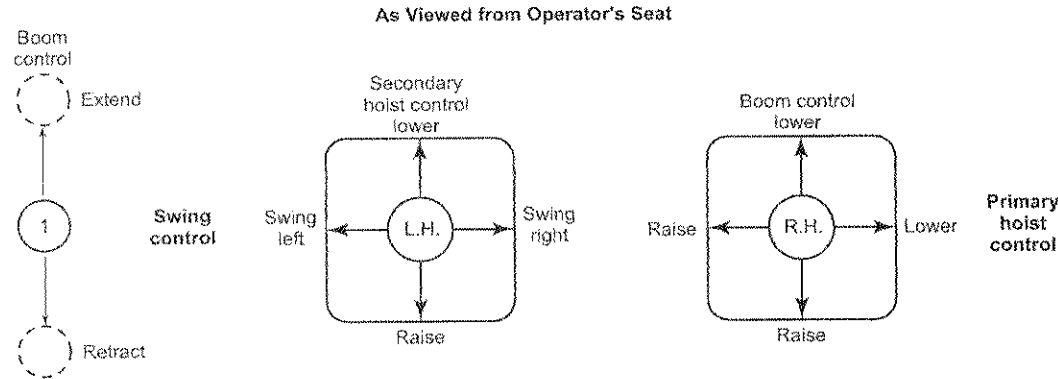 As Viewed from Operator's Seat
Boom
control
Extend
1
Retract
Swing
control
Secondary
hoist control
lower
Swing
left
L.H.
Swing
right
Raise
Boom control
lower
Raise
R.H.
Lower
Raise
Primary
hoist
control